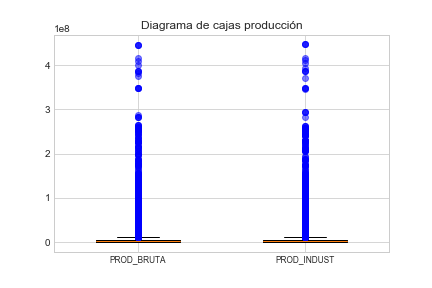 Diagrama de cajas producción
1e8
4
3
2
1
0
PROD_BRUTA PROD_INDUST